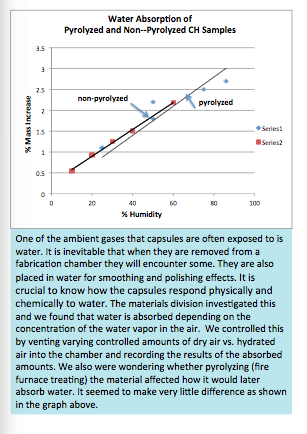 Water Absorption of
Pyrolyzed and Non--Pyrolyzed CH Samples
3.5
3
2.5
2
1.5
1
0.5
0
% Mass Increase
non-pyrolyzed
pyrolyzed
Series1
Series2
0 20 40 60 80 100
% Humidity
One of the ambient gases that capsules are often exposed to is
water. It is inevitable that when they are removed from a
fabrication chamber they will encounter some. They are also
placed in water for smoothing and polishing effects. It is
crucial to know how the capsules respond physically and
chemically to water. The materials division investigated this
and we found that water is absorbed depending on the
concentration of the water vapor in the air. We controlled this
by venting varying controlled amounts of dry air vs. hydrated
air into the chamber and recording the results of the absorbed
amounts. We also were wondering whether pyrolyzing (fire
furnace treating) the material affected how it would later
absorb water. It seemed to make very little difference as shown
in the graph above.